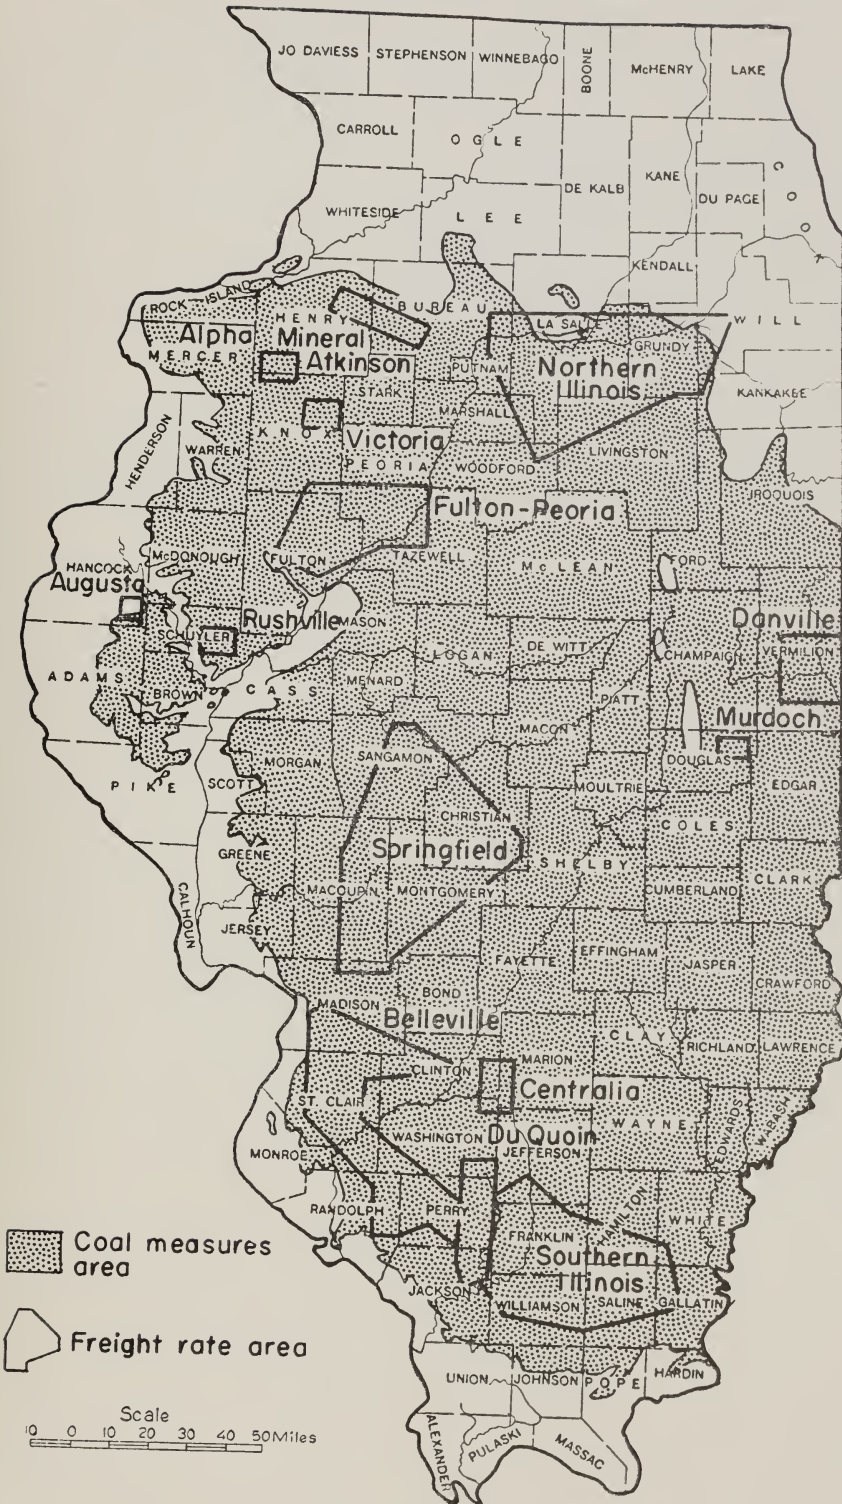 JO DAVIESS STEPHENSON WINNEBAGO BOONE McHENRY LAKE
CARROLL OGLE
KANE DU PAGE COOK
WHITESIDE LEE DE KALB
KENDALL
ROCK ISLAND HENRY BUREAU LA SALLE GRUNDY WILL
Alpha Mineral
MERCER Atkinson
PUTNAM Northern
Illinois
STARK KANKAKEE
MARSHALL
HENDERSON WARREN KNOX Victoria
PEORIA WOODFORD LIVINGSTON
IROQUOIS
Fulton-Peoria
HANCOCK McDONOUGH FULTON TAZEWELL McLEAN FORD
Augusta
SCHUYLER Rushville MASON Danville
LOGAN DE WITT CHAMPAIG VERMILION
ADAMS BROWN CASS MENARD PIATT
MACON Murdoch
PIKE SCOTT MORGAN SANGAMON DOUGLAS
MOULTRIE EDGAR
CHRISTIAN COLES
GREENE Springfield SHELBY
CALHOUN MACOUPIN MONTGOMERY CUMBERLAND CLARK
JERSEY
FAYETTE EFFINGHAM JASPER CRAWFORD
MADISON BOND
Belleville CLAY RICHLAND LAWRENCE
CLINTON MARION
ST. CLAIR Centralia
WASHINGTON Du Quoin WAYNE EDWARDS WABASH
MONROE JEFFERSON
RANDOLPH PERRY HAMILTON WHITE
FRANKLIN
Southern
Illinois
JACKSON WILLIAMSON SALINE GALLATIN
UNION JOHNSON POPE HARDIN
ALEXANDER PULASKI MASSAC
Coal measures
area
Freight rate area
Scale
10 0 10 20 30 40 50 Miles